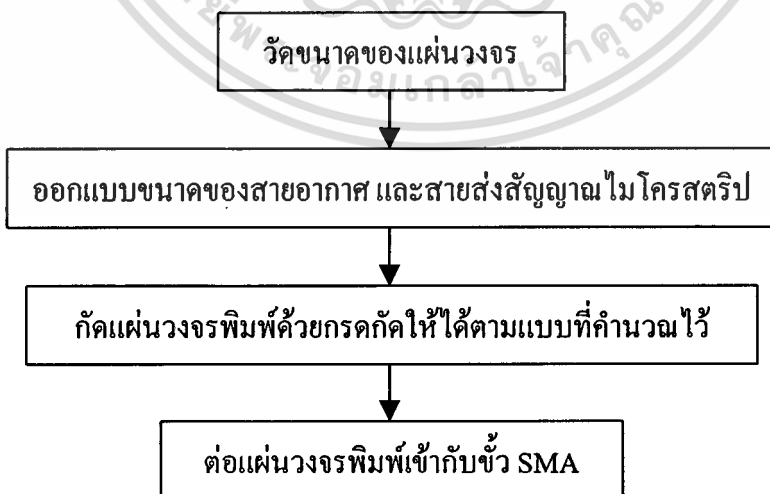 วัดขนาดของแผ่นวงจร
ออกแบบขนาดของสายอากาศ และสายส่งสัญญาณไมโครสตริป
กัดแผ่นวงจรพิมพ์ด้วยกรดกัดให้ได้ตามแบบที่คำนวณไว้
ต่อแผ่นวงจรพิมพ์เข้ากับขั้ว SMA